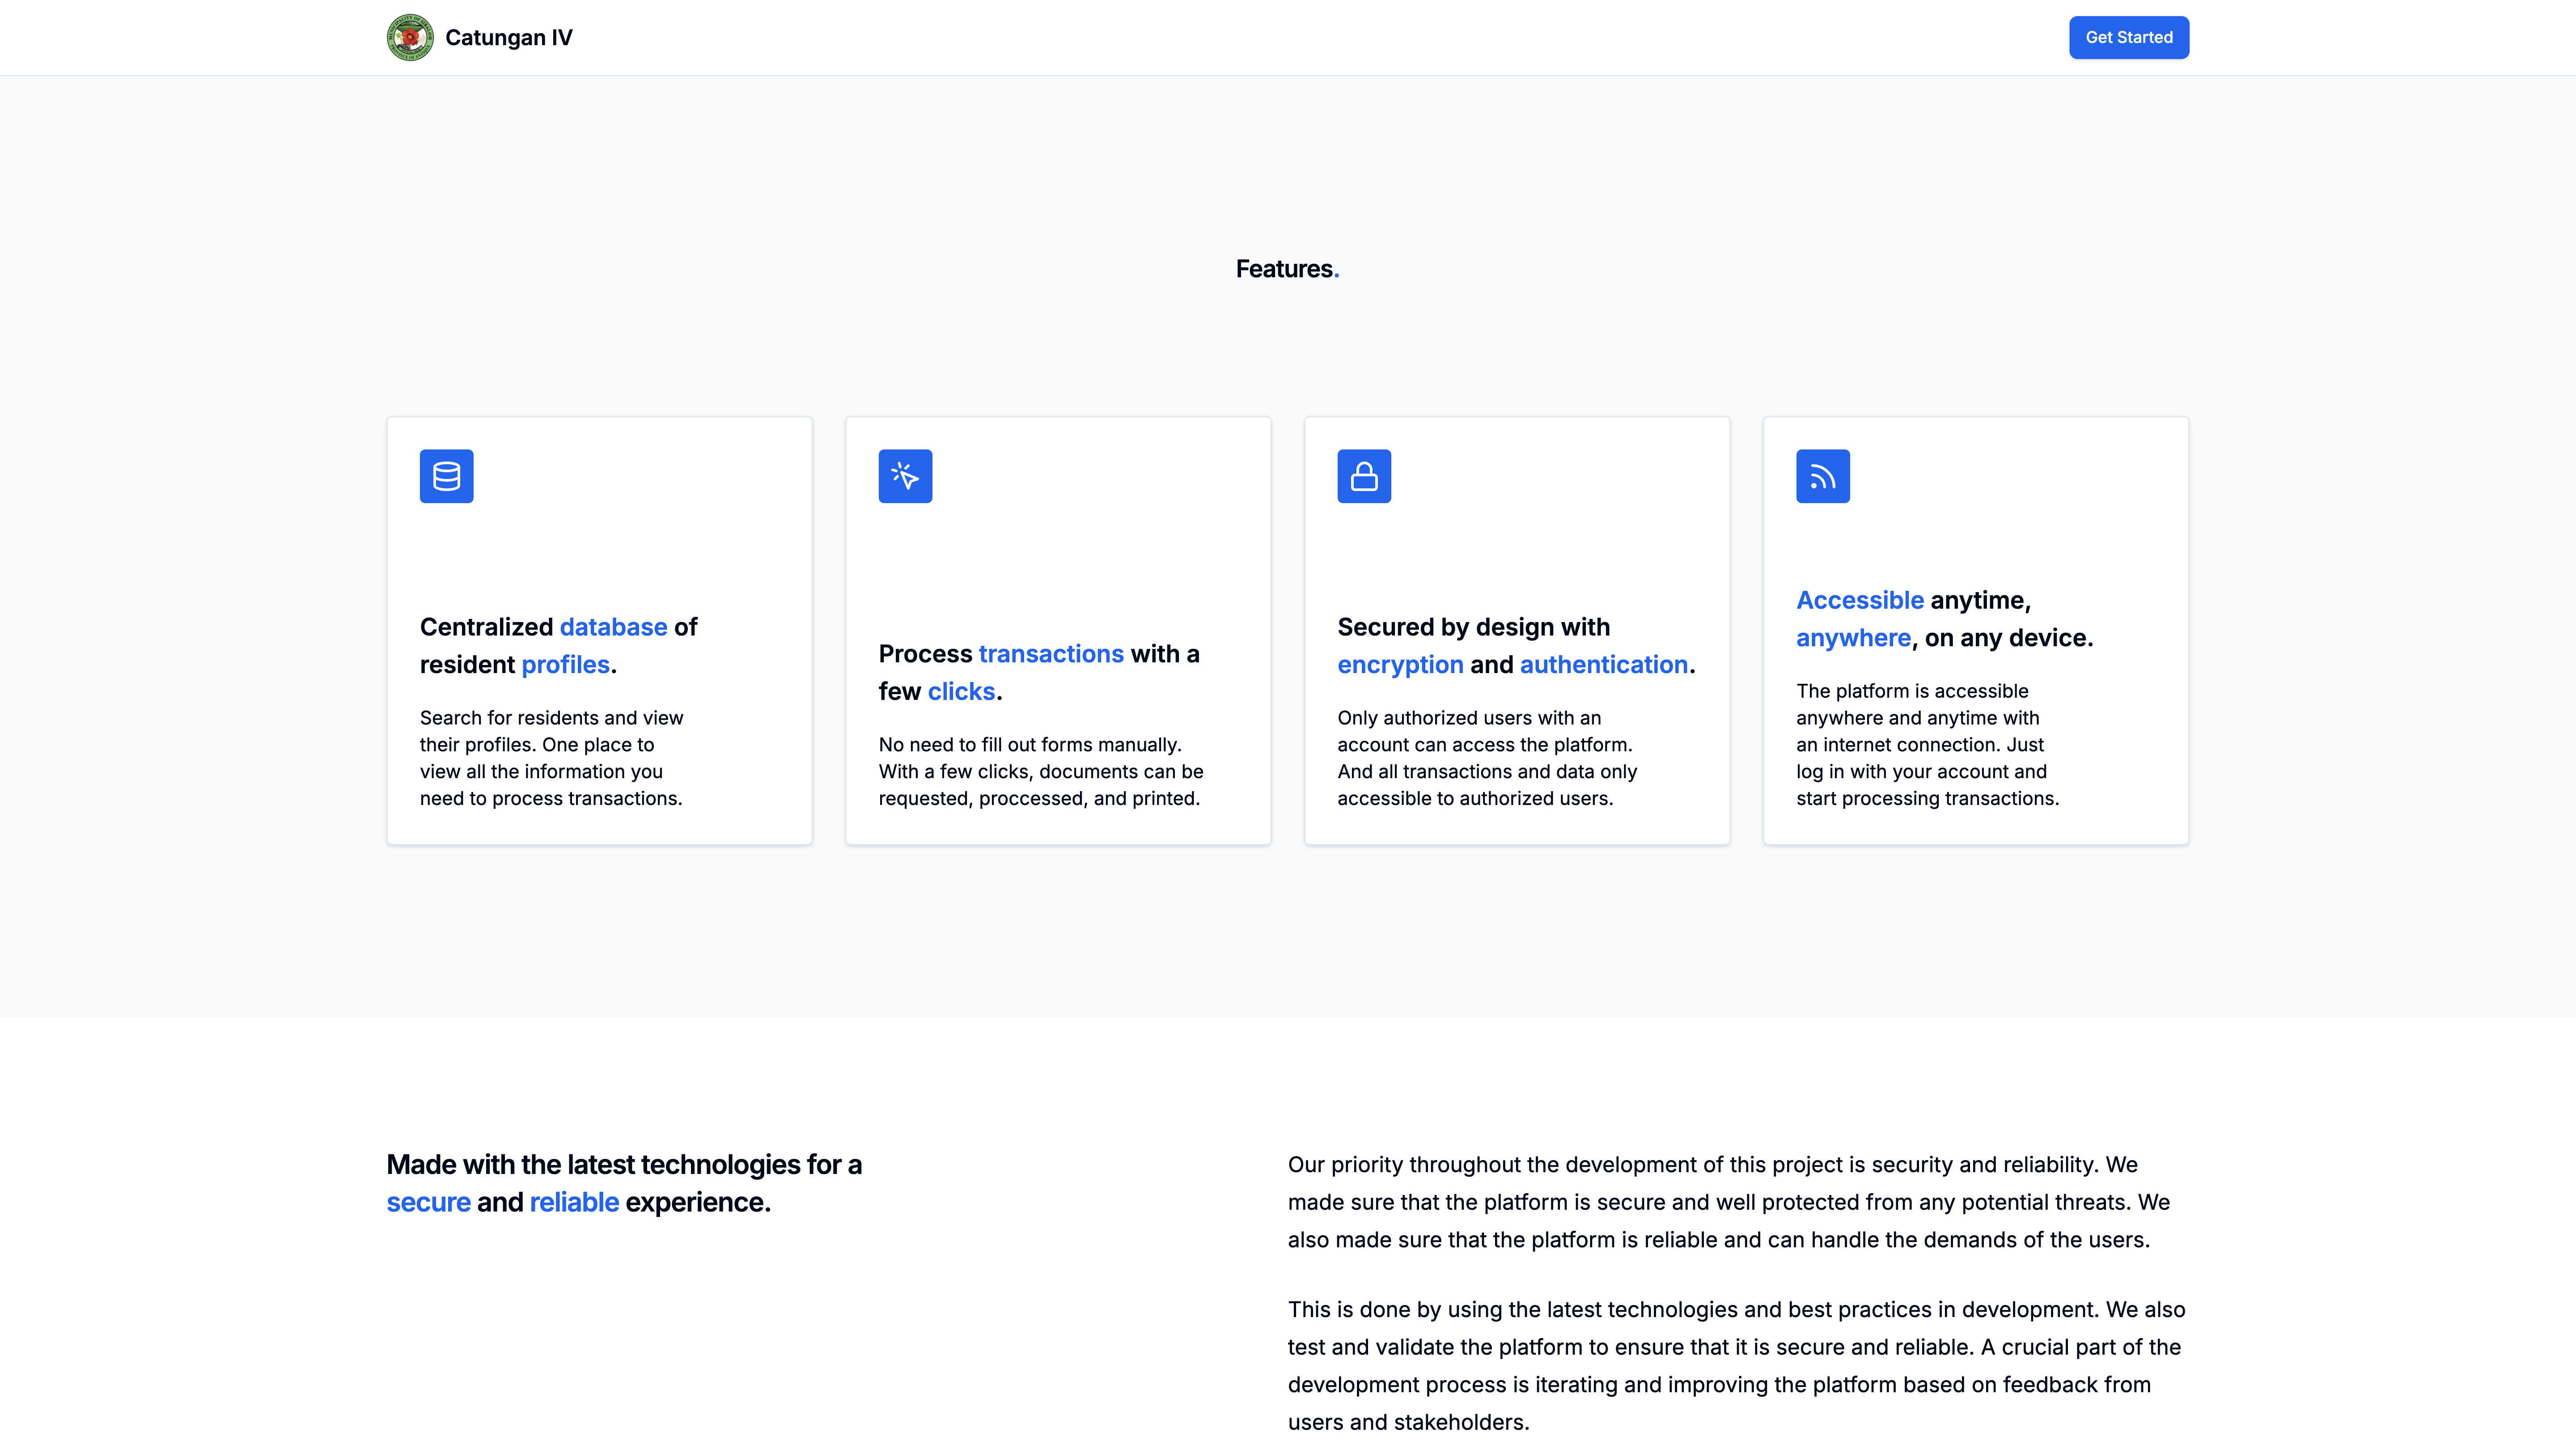 Catungan IV
Get Started
Features.
Centralized database of
resident profiles.
Search for residents and view
their profiles. One place to
view all the information you
need to process transactions.
Process transactions with a
few clicks.
No need to fill out forms manually.
With a few clicks, documents can be
requested, proccessed, and printed.
Secured by design with
encryption and authentication.
Only authorized users with an
account can access the platform.
And all transactions and data only
accessible to authorized users.
Accessible anytime,
anywhere, on any device.
The platform is accessible
anywhere and anytime with
an internet connection. Just
log in with your account and
start processing transactions.
Made with the latest technologies for a
secure and reliable experience.
Our priority throughout the development of this project is security and reliability. We
made sure that the platform is secure and well protected from any potential threats. We
also made sure that the platform is reliable and can handle the demands of the users.
This is done by using the latest technologies and best practices in development. We also
test and validate the platform to ensure that it is secure and reliable. A crucial part of the
development process is iterating and improving the platform based on feedback from
users and stakeholders.